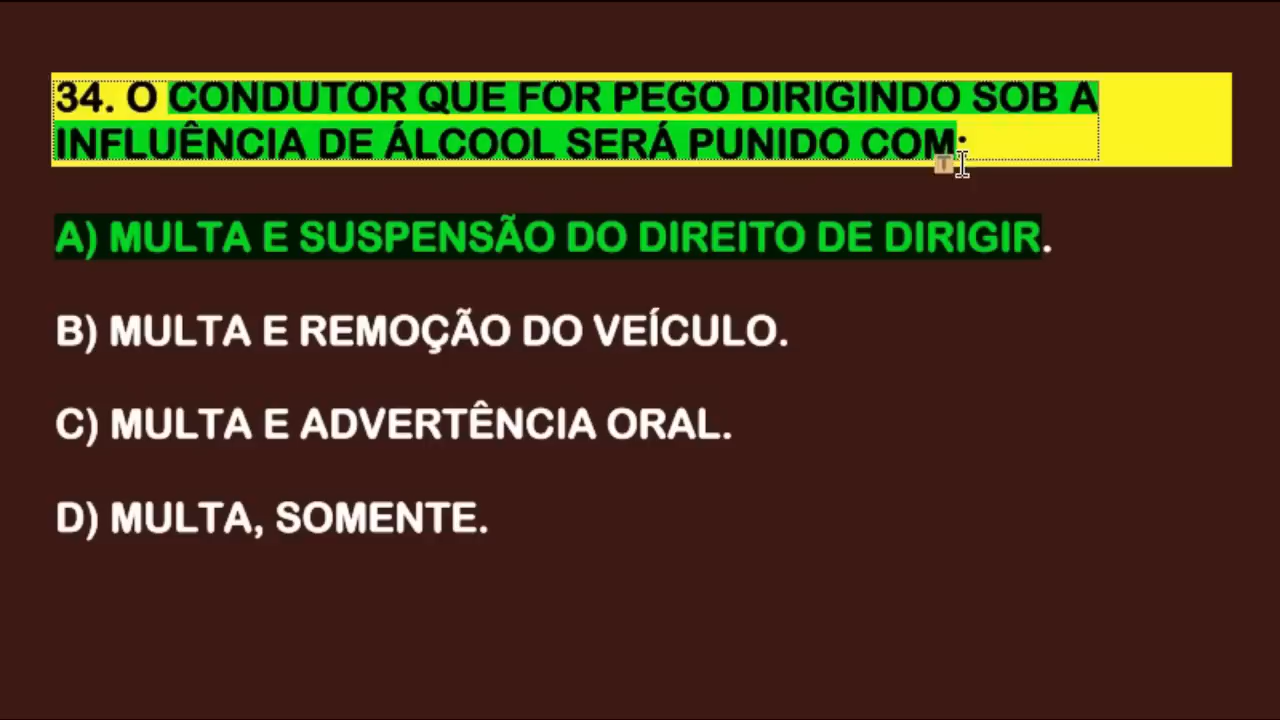 34. O CONDUTOR QUE FOR PEGO DIRIGINDO SOB A
INFLUÊNCIA DE ÁLCOOL SERÁ PUNIDO COM:
A) MULTA E SUSPENSÃO DO DIREITO DE DIRIGIR.
B) MULTA E REMOÇÃO DO VEÍCULO.
C) MULTA E ADVERTÊNCIA ORAL.
D) MULTA, SOMENTE.